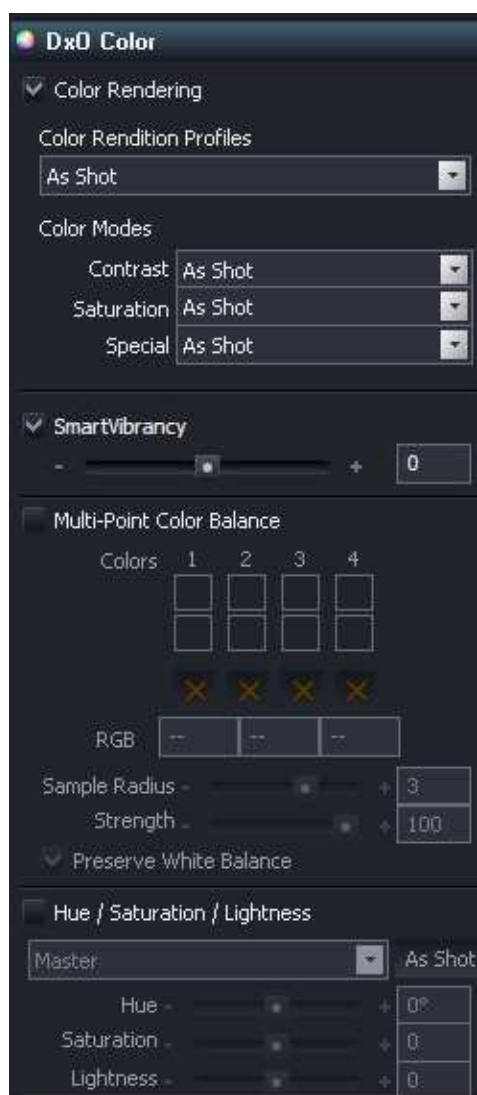 DxO Color
Color Rendering
Color Rendition Profiles
As Shot
Color Modes
Contrast As Shot
Saturation As Shot
Special As Shot
SmartVibrancy
- + 0
Multi-Point Color Balance
Colors 1 2 3 4
RGB -- -- --
Sample Radius - + 3
Strength - + 100
Preserve White Balance
Hue / Saturation / Lightness
Master As Shot
Hue - + 0°
Saturation - + 0
Lightness - + 0